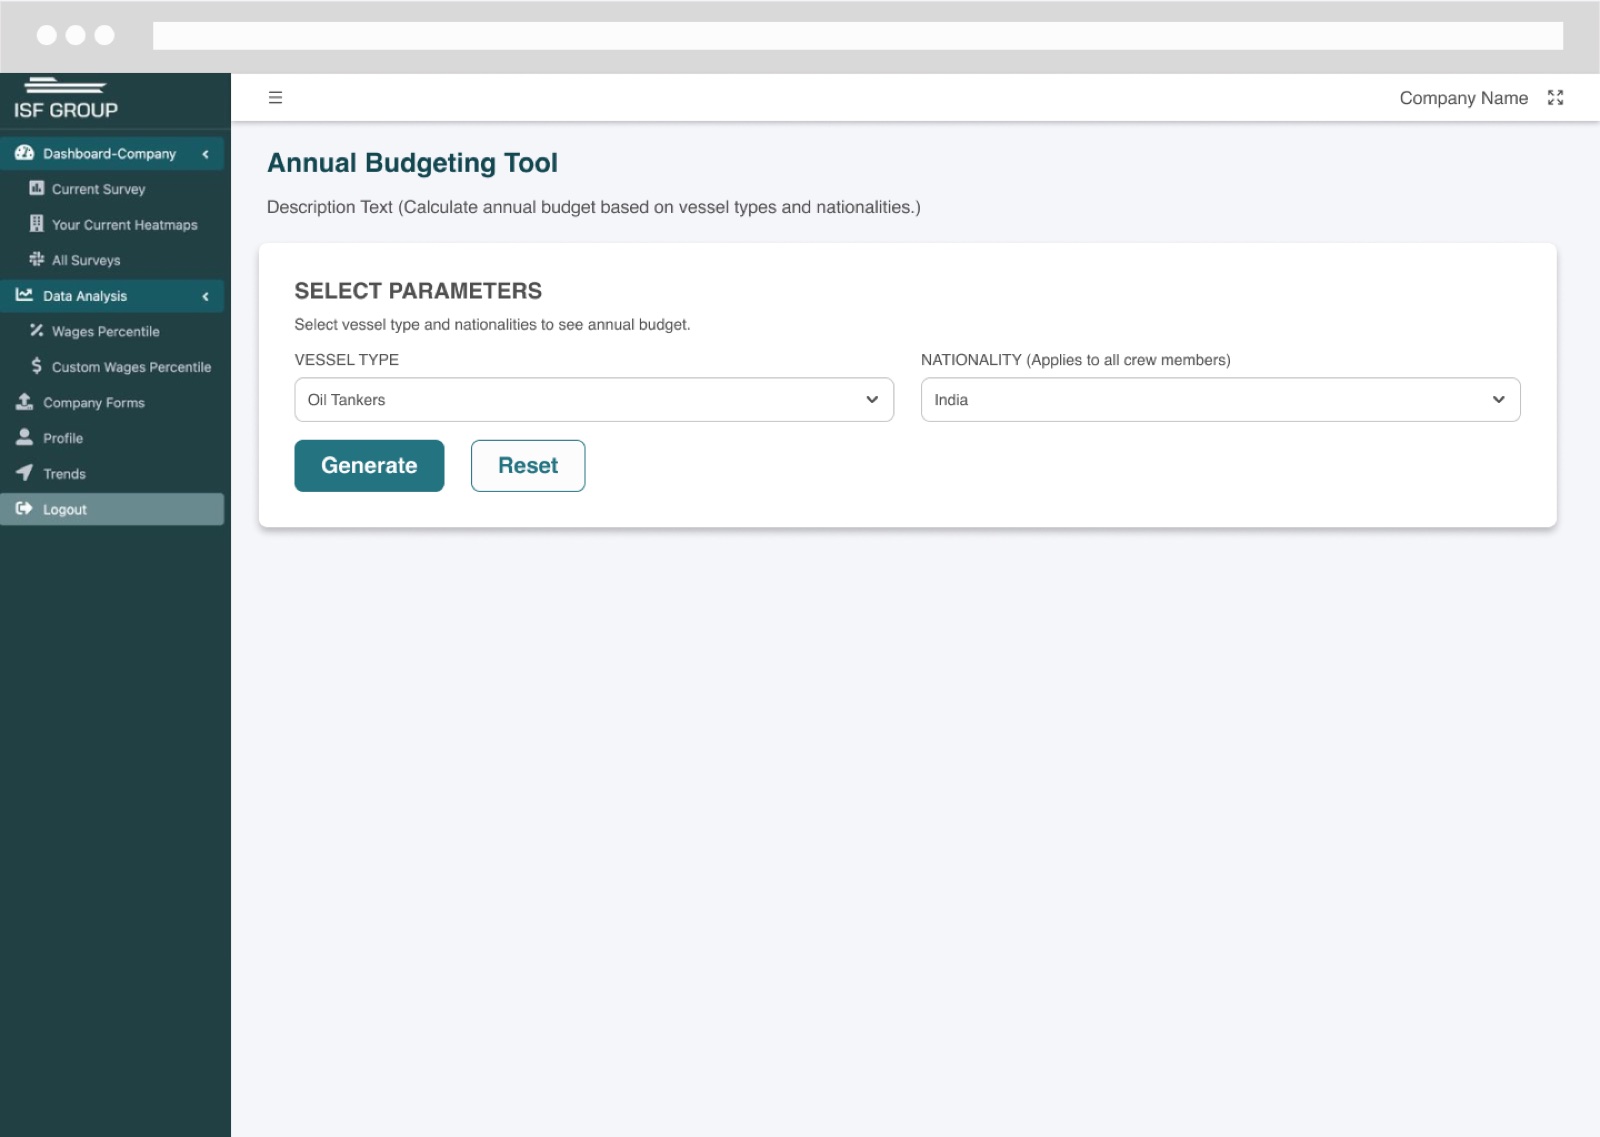 ISF GROUP
Company Name
Dashboard-Company
Current Survey
Your Current Heatmaps
All Surveys
Data Analysis
Wages Percentile
Custom Wages Percentile
Company Forms
Profile
Trends
Logout
Annual Budgeting Tool
Description Text (Calculate annual budget based on vessel types and nationalities.)
SELECT PARAMETERS
Select vessel type and nationalities to see annual budget.
VESSEL TYPE
Oil Tankers
NATIONALITY (Applies to all crew members)
India
Generate
Reset